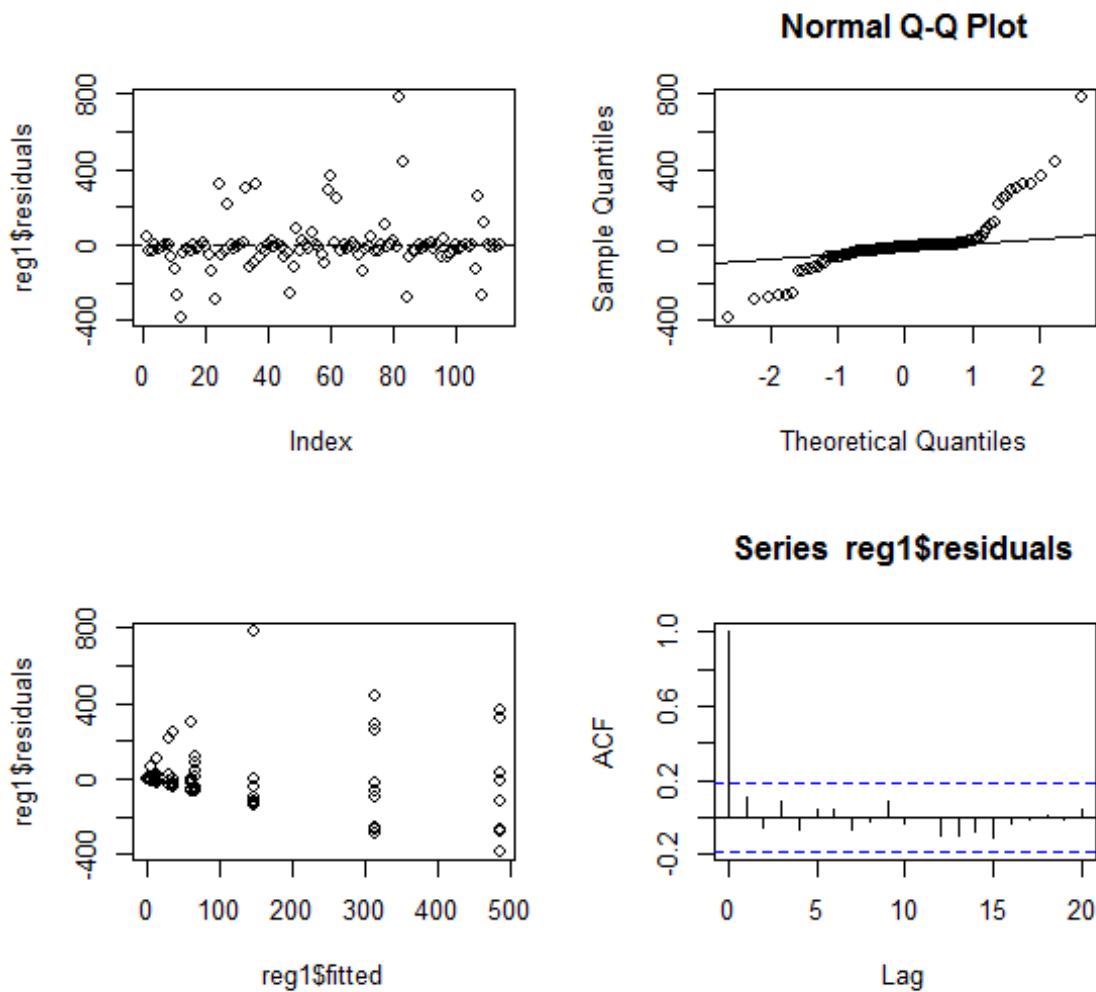 reg1$residuals
800
400
0
-400
0 20 40 60 80 100
Index
Normal Q-Q Plot
Sample Quantiles
800
400
0
-400
-2 -1 0 1 2
Theoretical Quantiles
reg1$residuals
800
400
0
-400
0 100 200 300 400 500
reg1$fitted
Series reg1$residuals
ACF
1.0
0.6
0.2
-0.2
0 5 10 15 20
Lag